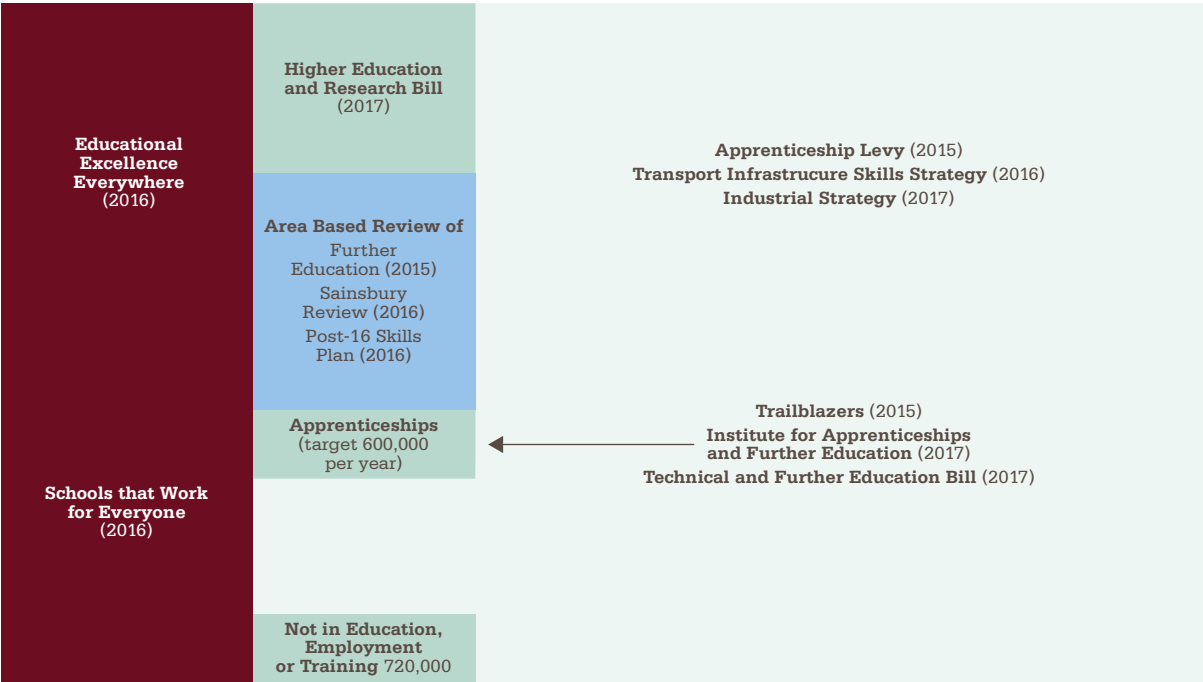 Educational
Excellence
Everywhere
(2016)
Schools that Work
for Everyone
(2016)
Higher Education
and Research Bill
(2017)
Area Based Review of
Further
Education (2015)
Sainsbury
Review (2016)
Post-16 Skills
Plan (2016)
Apprenticeships
(target 600,000
per year)
Not in Education,
Employment
or Training 720,000
Apprenticeship Levy (2015)
Transport Infrastrucure Skills Strategy (2016)
Industrial Strategy (2017)
Trailblazers (2015)
Institute for Apprenticeships
and Further Education (2017)
Technical and Further Education Bill (2017)